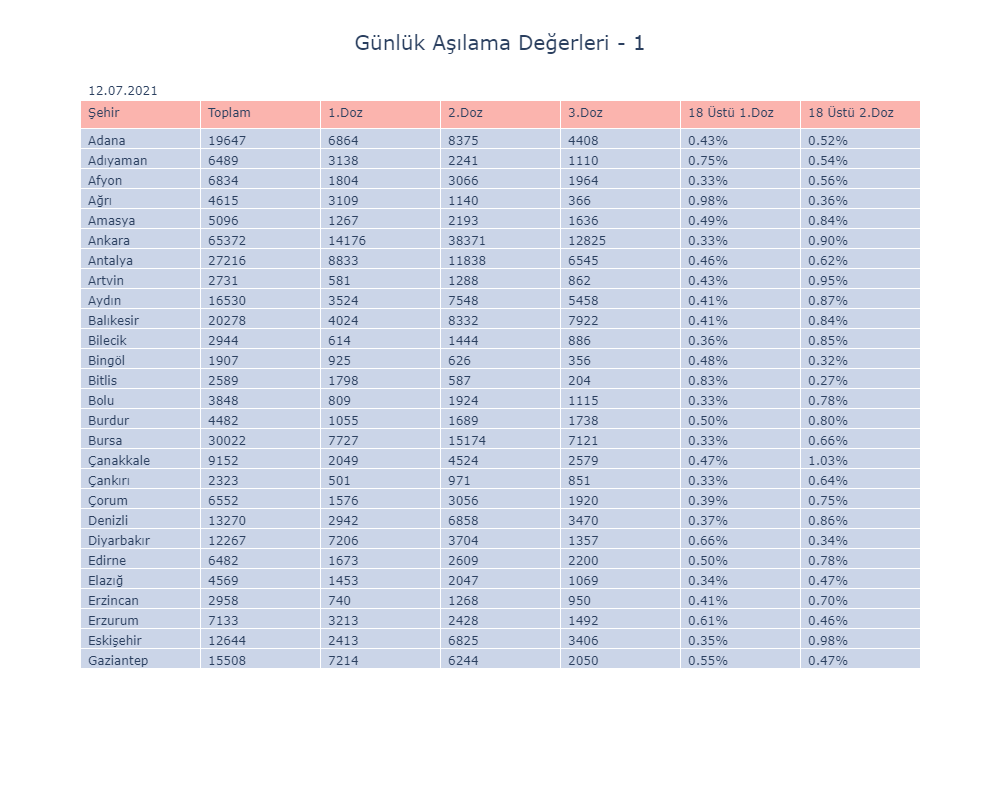 Günlük Aşılama Değerleri - 1
12.07.2021
Şehir Toplam 1.Doz 2.Doz 3.Doz 18 Üstü 1.Doz 18 Üstü 2.Doz
Adana 19647 6864 8375 4408 0.43% 0.52%
Adıyaman 6489 3138 2241 1110 0.75% 0.54%
Afyon 6834 1804 3066 1964 0.33% 0.56%
Ağrı 4615 3109 1140 366 0.98% 0.36%
Amasya 5096 1267 2193 1636 0.49% 0.84%
Ankara 65372 14176 38371 12825 0.33% 0.90%
Antalya 27216 8833 11838 6545 0.46% 0.62%
Artvin 2731 581 1288 862 0.43% 0.95%
Aydın 16530 3524 7548 5458 0.41% 0.87%
Balıkesir 20278 4024 8332 7922 0.41% 0.84%
Bilecik 2944 614 1444 886 0.36% 0.85%
Bingöl 1907 925 626 356 0.48% 0.32%
Bitlis 2589 1798 587 204 0.83% 0.27%
Bolu 3848 809 1924 1115 0.33% 0.78%
Burdur 4482 1055 1689 1738 0.50% 0.80%
Bursa 30022 7727 15174 7121 0.33% 0.66%
Çanakkale 9152 2049 4524 2579 0.47% 1.03%
Çankırı 2323 501 971 851 0.33% 0.64%
Çorum 6552 1576 3056 1920 0.39% 0.75%
Denizli 13270 2942 6858 3470 0.37% 0.86%
Diyarbakır 12267 7206 3704 1357 0.66% 0.34%
Edirne 6482 1673 2609 2200 0.50% 0.78%
Elazığ 4569 1453 2047 1069 0.34% 0.47%
Erzincan 2958 740 1268 950 0.41% 0.70%
Erzurum 7133 3213 2428 1492 0.61% 0.46%
Eskişehir 12644 2413 6825 3406 0.35% 0.98%
Gaziantep 15508 7214 6244 2050 0.55% 0.47%